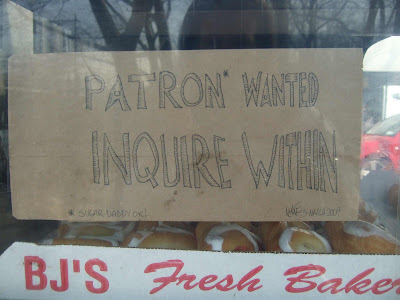 PATRON* WANTED
INQUIRE WITHIN
* SUGAR DADDY OK!
BJ'S Fresh Baker